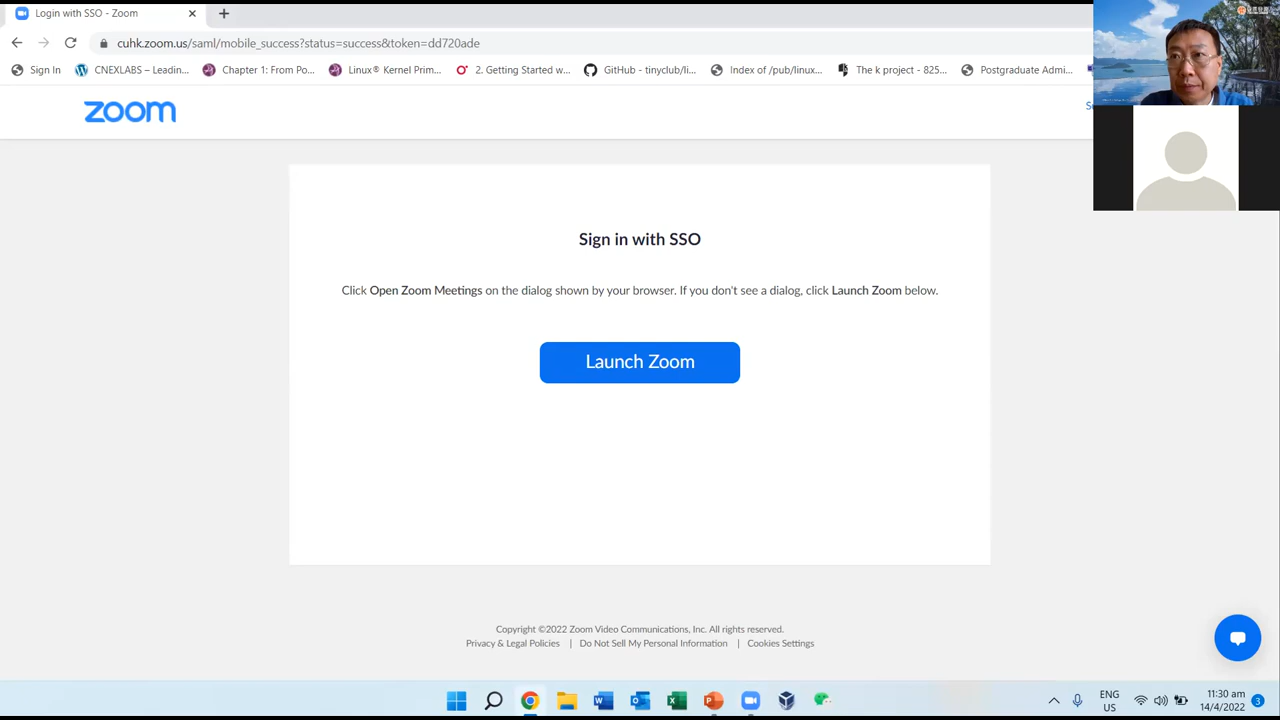 Login with SSO - Zoom
cuhk.zoom.us/saml/mobile_success?status=success&token=dd720ade
Sign In
CNEXLABS – Leadin...
Chapter 1: From Po...
Linux® Kernel Prim...
2. Getting Started w...
GitHub - tinyclub/li...
Index of /pub/linux...
The k project - 825...
Postgraduate Admi...
zoom
Sign in with SSO
Click Open Zoom Meetings on the dialog shown by your browser. If you don't see a dialog, click Launch Zoom below.
Launch Zoom
Copyright ©2022 Zoom Video Communications, Inc. All rights reserved.
Privacy & Legal Policies | Do Not Sell My Personal Information | Cookies Settings
ENG
US
11:30 am
14/4/2022
3